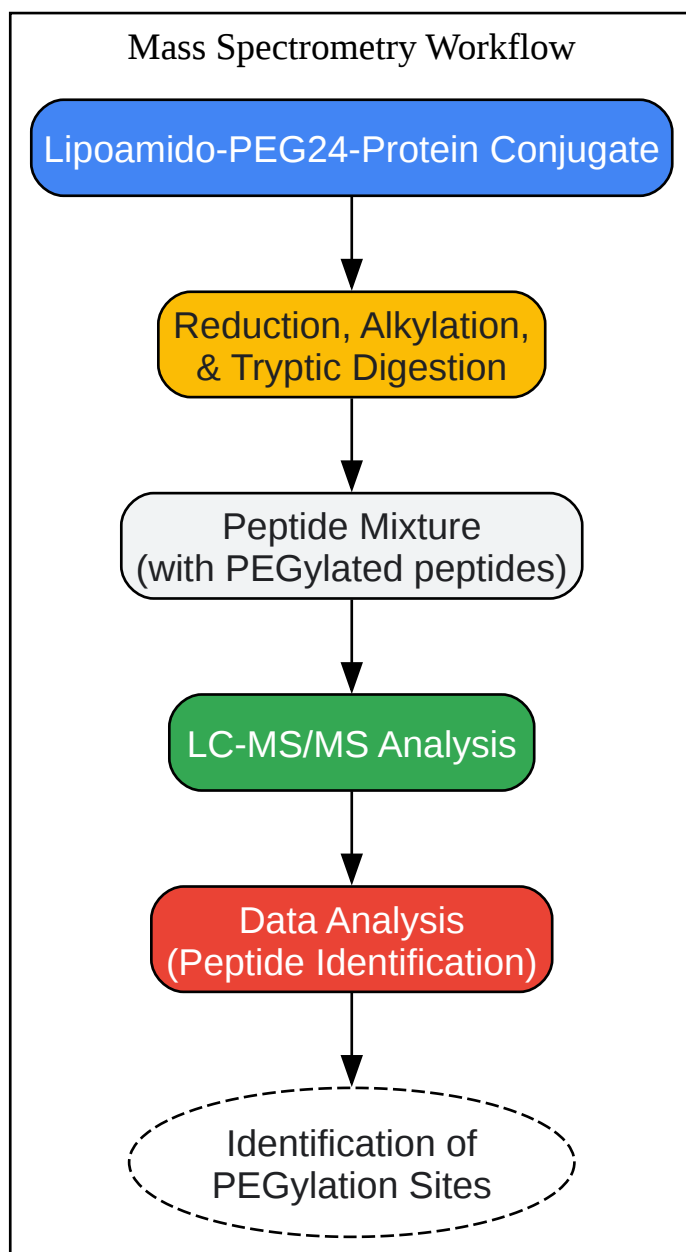 Mass Spectrometry Workflow
Lipoamido-PEG24-Protein Conjugate
Reduction, Alkylation,
& Tryptic Digestion
Peptide Mixture
(with PEGylated peptides)
LC-MS/MS Analysis
Data Analysis
(Peptide Identification)
Identification of
PEGylation Sites